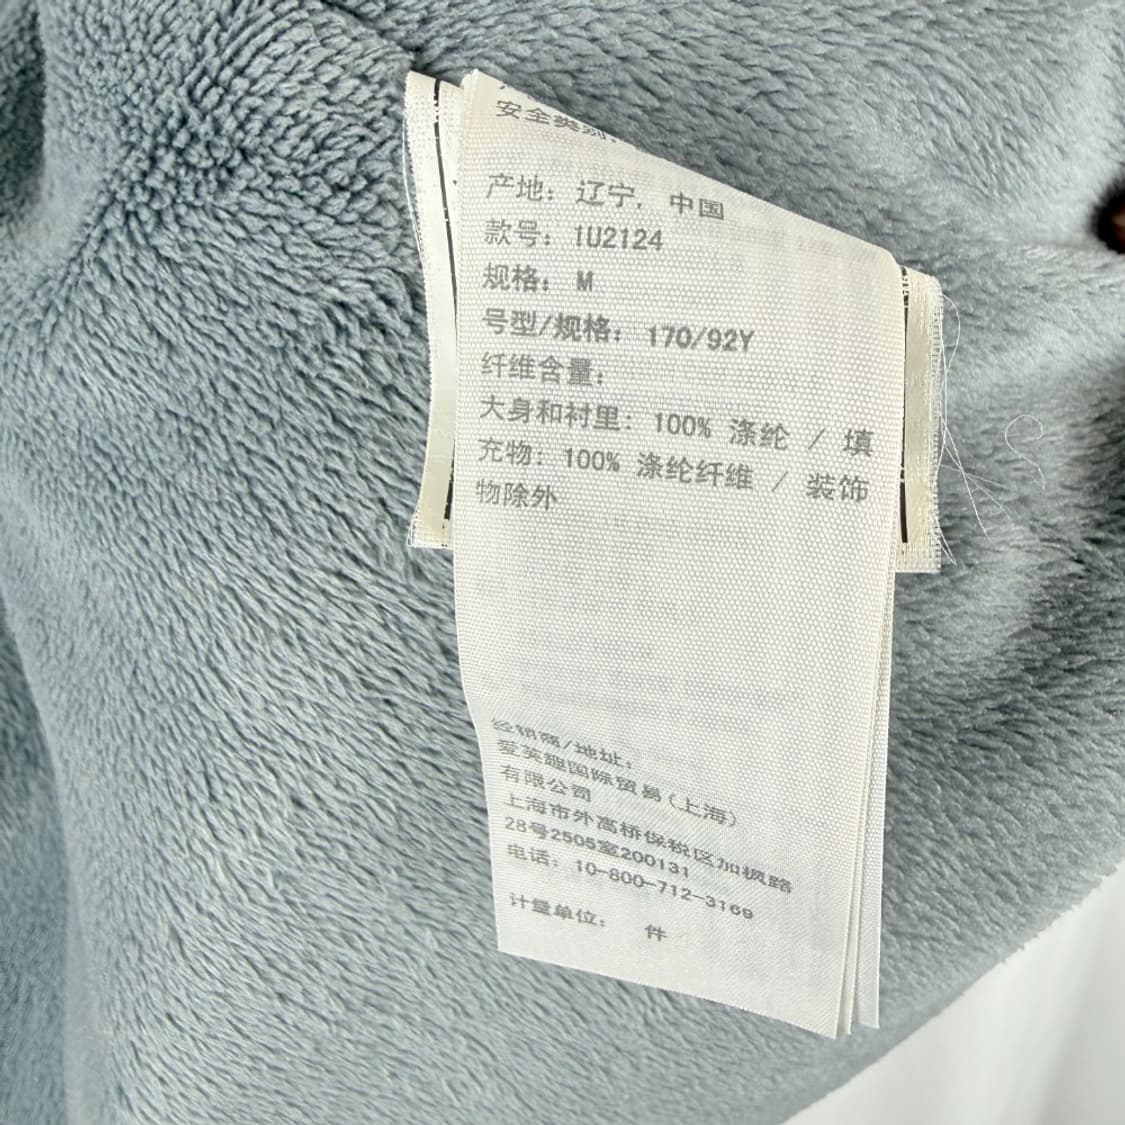 安全类别:
产地: 辽宁, 中国
款号: 1U2124
规格: M
号型/规格: 170/92Y
纤维含量:
大身和衬里: 100% 涤纶 / 填
充物: 100% 涤纶纤维 / 装饰
物除外
经销商/地址:
爱芙趣国际贸易(上海)
有限公司
上海市外高桥保税区加枫路
28号2505室200131
电话: 10-800-712-3169
计量单位: 件